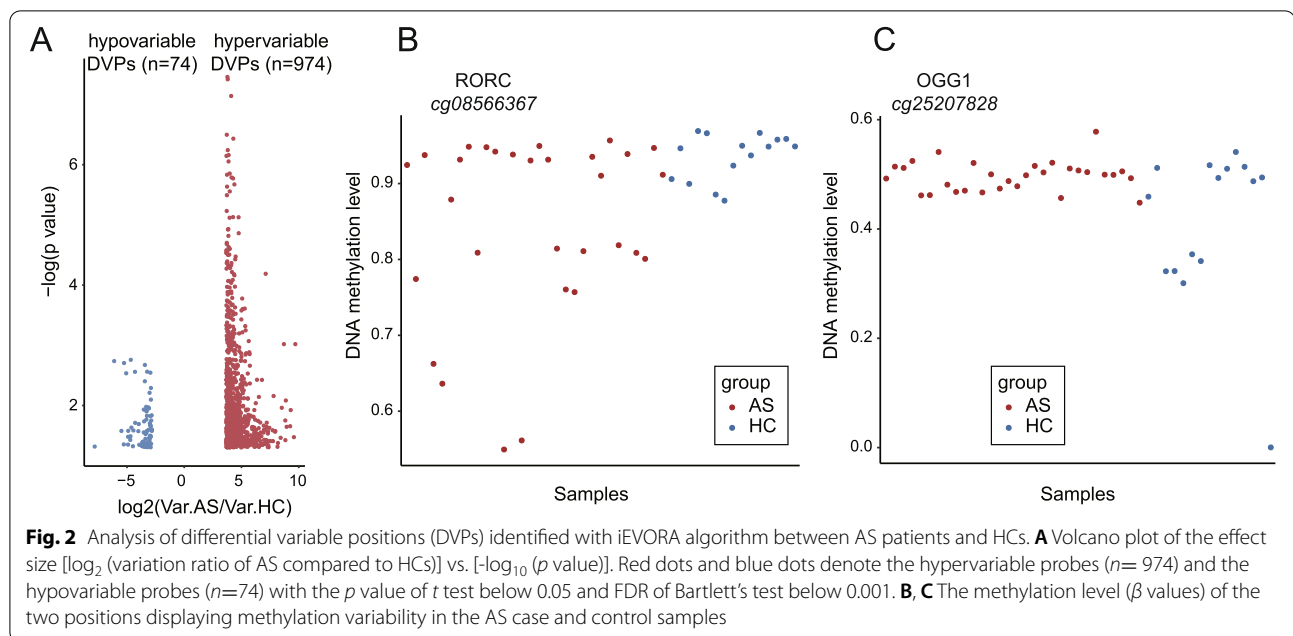 A
hypovariable hypervariable
DVPs (n=74) DVPs (n=974)
−log(p value)
6
4
2
−5 0 5 10
log2(Var.AS/Var.HC)
B
RORC
cg08566367
DNA methylation level
0.9
0.8
0.7
0.6
group
AS
HC
Samples
C
OGG1
cg25207828
DNA methylation level
0.6
0.4
0.2
0.0
group
AS
HC
Samples
Fig. 2 Analysis of differential variable positions (DVPs) identified with iEVORA algorithm between AS patients and HCs. A Volcano plot of the effect
size [log2 (variation ratio of AS compared to HCs)] vs. [-log10 (p value)]. Red dots and blue dots denote the hypervariable probes (n= 974) and the
hypovariable probes (n=74) with the p value of t test below 0.05 and FDR of Bartlett's test below 0.001. B, C The methylation level (β values) of the
two positions displaying methylation variability in the AS case and control samples